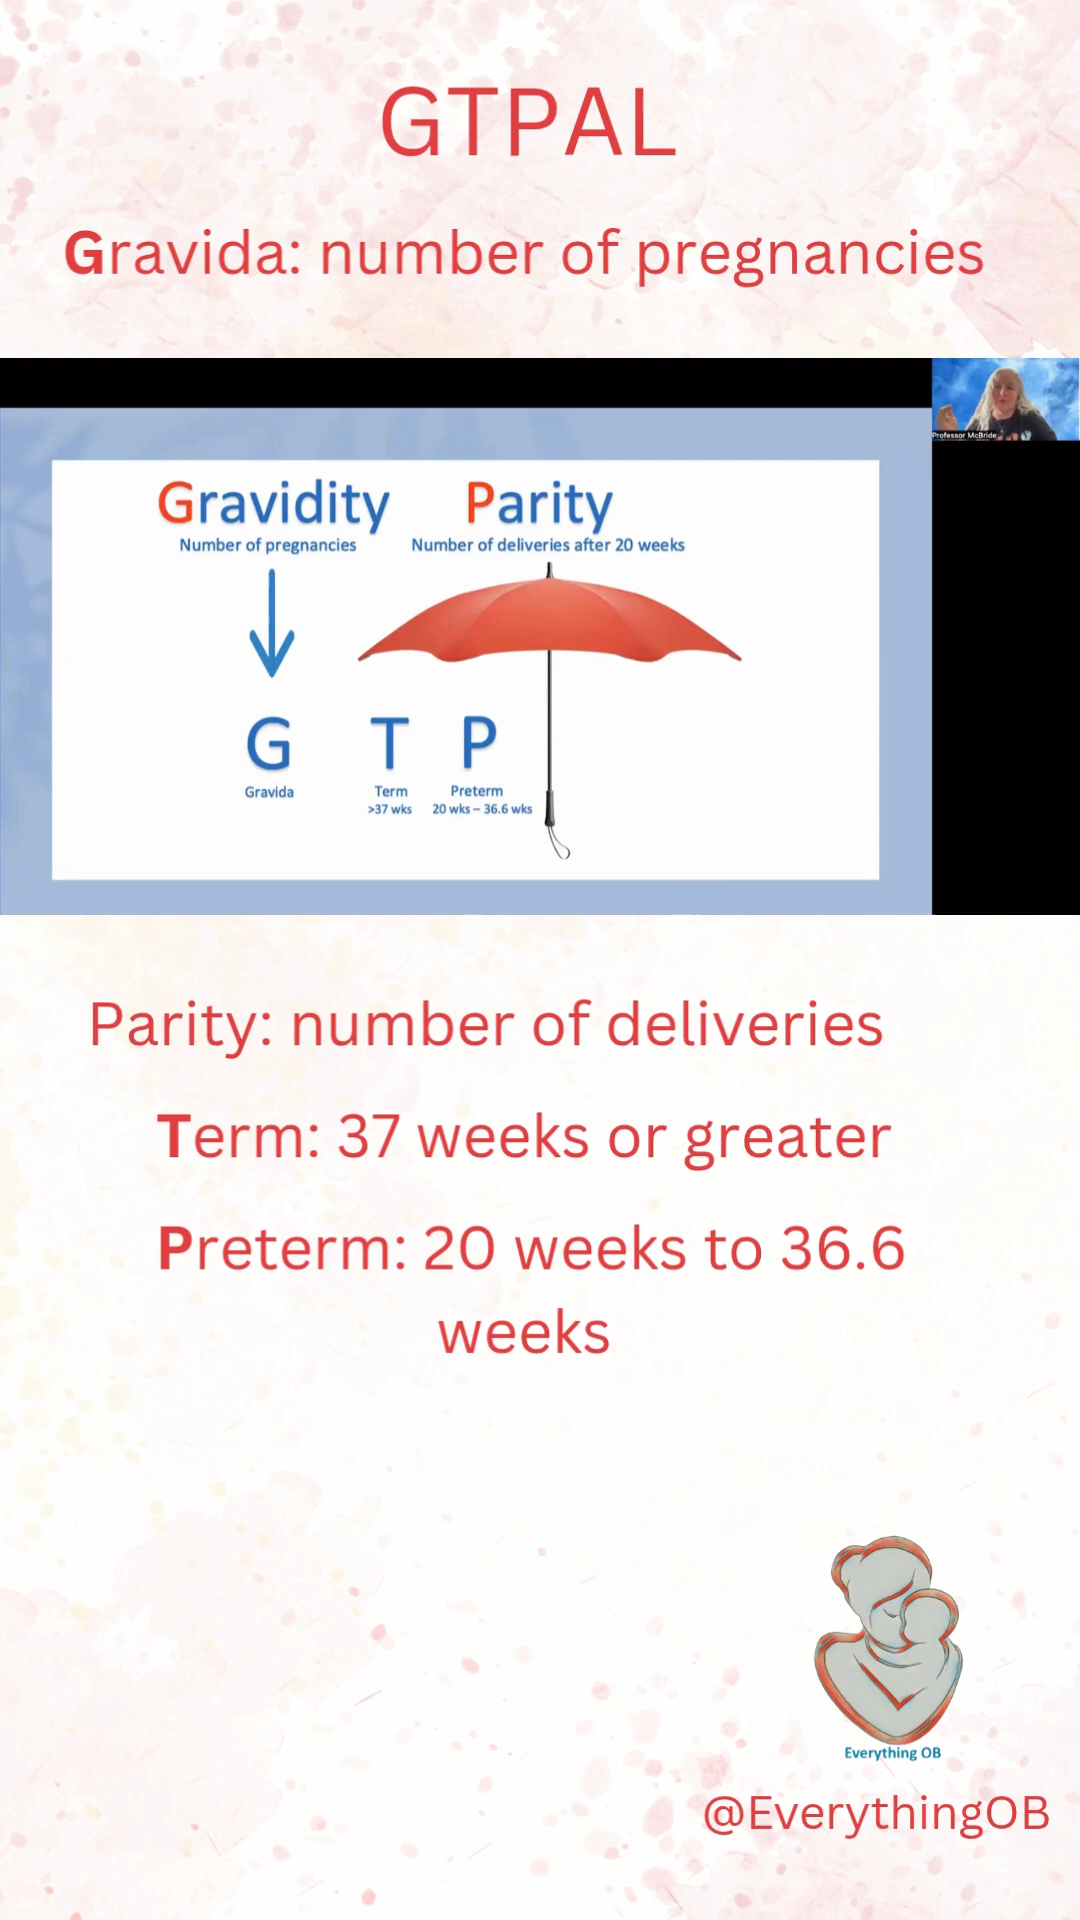 GTPAL
Gravida: number of pregnancies
Professor McBride
Gravidity Parity
Number of pregnancies Number of deliveries after 20 weeks
G T P
Gravida Term Preterm
>37 wks 20 wks – 36.6 wks
Parity: number of deliveries
Term: 37 weeks or greater
Preterm: 20 weeks to 36.6
weeks
Everything OB
@EverythingOB